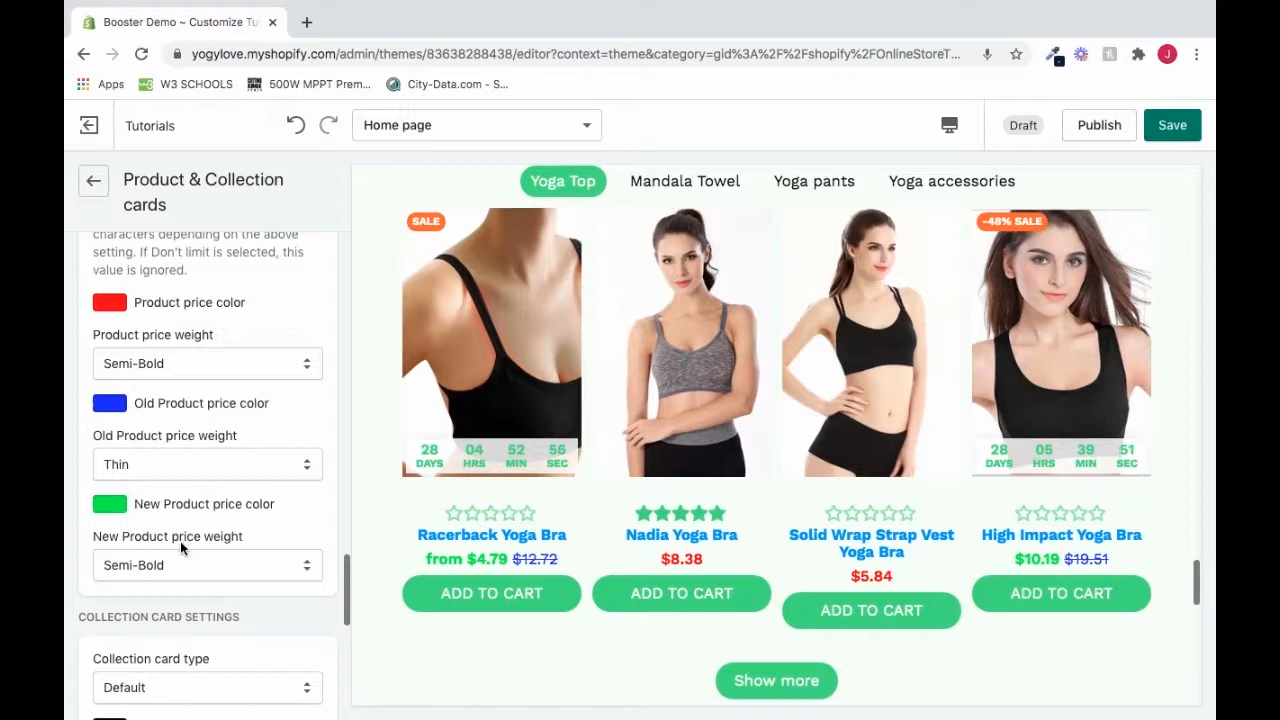 Booster Demo ~ Customize Tu
yogylove.myshopify.com/admin/themes/83638288438/editor?context=theme&category=gid%3A%2F%2Fshopify%2FOnlineStoreT...
Apps
W3 SCHOOLS
500W MPPT Prem...
City-Data.com - S...
J
Tutorials
Home page
Draft
Publish
Save
Product & Collection
cards
characters depending on the above
setting. If Don't limit is selected, this
value is ignored.
Product price color
Product price weight
Semi-Bold
Old Product price color
Old Product price weight
Thin
New Product price color
New Product price weight
Semi-Bold
COLLECTION CARD SETTINGS
Collection card type
Default
Yoga Top
Mandala Towel
Yoga pants
Yoga accessories
SALE
28 04 52 56
DAYS HRS MIN SEC
Racerback Yoga Bra
from $4.79 $12.72
ADD TO CART
Nadia Yoga Bra
$8.38
ADD TO CART
Solid Wrap Strap Vest
Yoga Bra
$5.84
ADD TO CART
-48% SALE
28 05 39 51
DAYS HRS MIN SEC
High Impact Yoga Bra
$10.19 $19.51
ADD TO CART
Show more